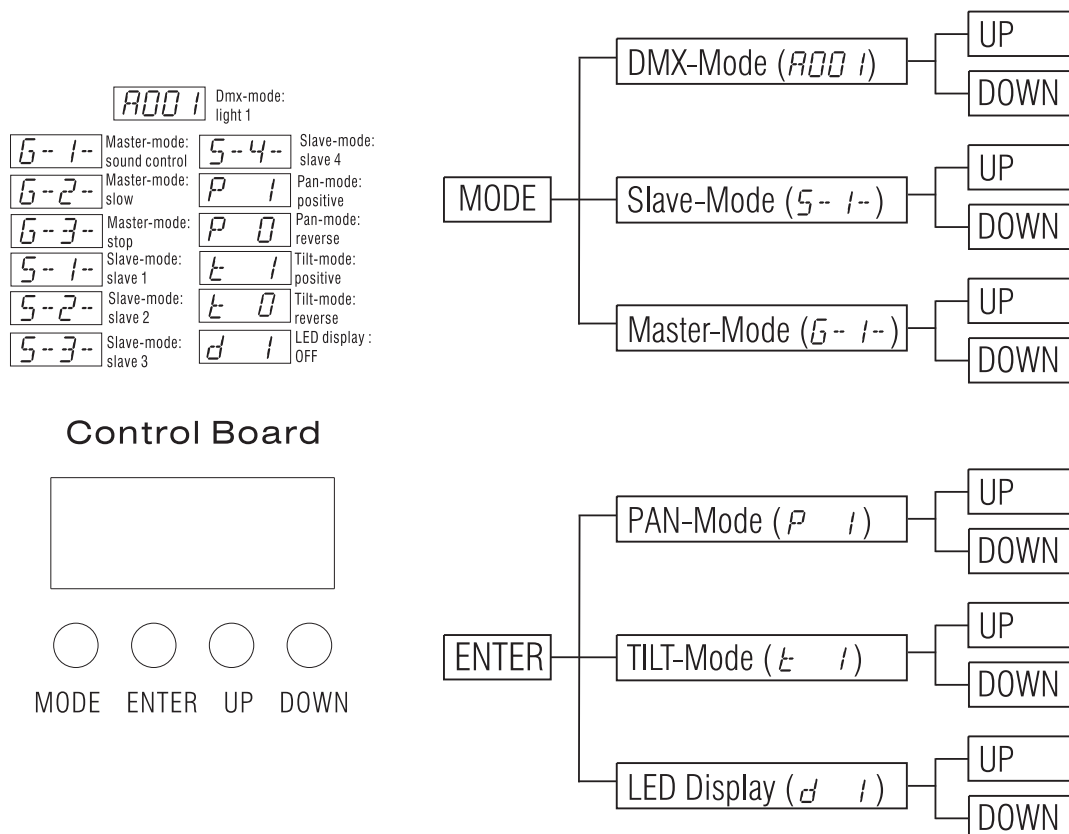 A001 Dmx-mode:
light 1
G-1- Master-mode:
sound control
G-2- Master-mode:
slow
G-3- Master-mode:
stop
S-1- Slave-mode:
slave 1
S-2- Slave-mode:
slave 2
S-3- Slave-mode:
slave 3
S-4- Slave-mode:
slave 4
P 1 Pan-mode:
positive
P 0 Pan-mode:
reverse
t 1 Tilt-mode:
positive
t 0 Tilt-mode:
reverse
d 1 LED display :
OFF
Control Board
MODE ENTER UP DOWN
MODE
DMX-Mode (A001)
UP
DOWN
Slave-Mode (S-1-)
UP
DOWN
Master-Mode (G-1-)
UP
DOWN
ENTER
PAN-Mode (P 1)
UP
DOWN
TILT-Mode (t 1)
UP
DOWN
LED Display (d 1)
UP
DOWN